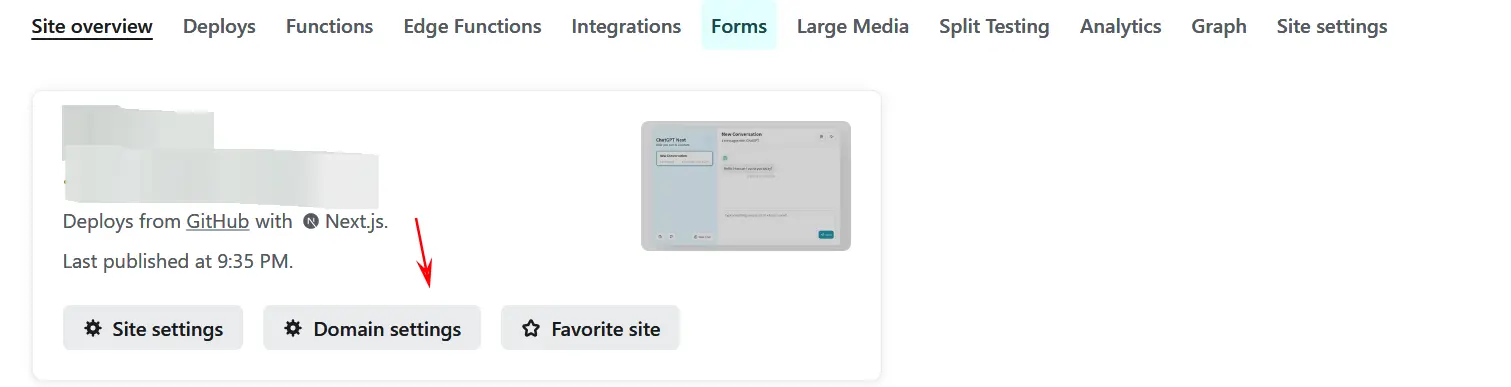 Site overview Deploys Functions Edge Functions Integrations Forms Large Media Split Testing Analytics Graph Site settings
ChatGPT Next
New Conversation
New Conversation
Deploys from GitHub with N Next.js.
Last published at 9:35 PM.
Site settings Domain settings Favorite site